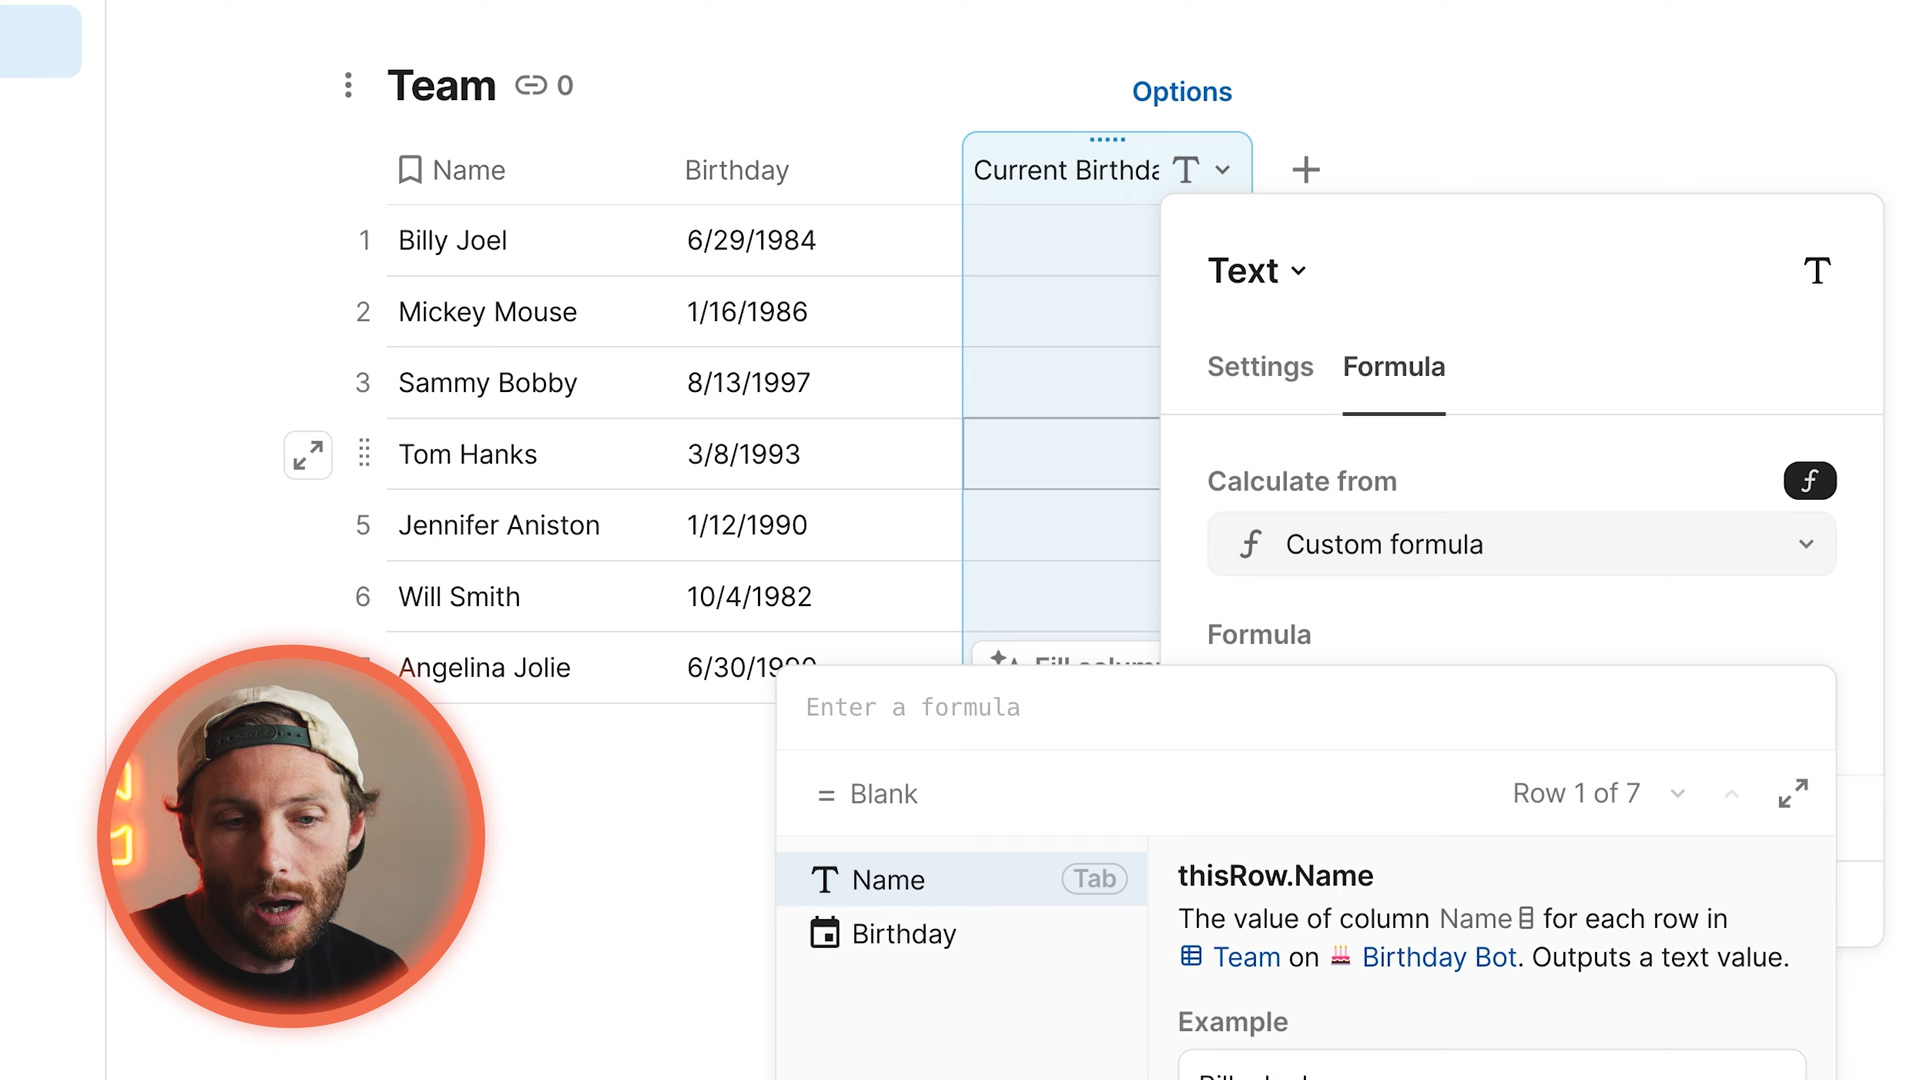 Team 0
Options
Name Birthday Current Birthda
1 Billy Joel 6/29/1984
2 Mickey Mouse 1/16/1986
3 Sammy Bobby 8/13/1997
Tom Hanks 3/8/1993
5 Jennifer Aniston 1/12/1990
6 Will Smith 10/4/1982
Angelina Jolie 6/30/1990
Text
Settings Formula
Calculate from
Custom formula
Formula
Enter a formula
= Blank Row 1 of 7
Name Tab
Birthday
thisRow.Name
The value of column Name for each row in
Team on Birthday Bot. Outputs a text value.
Example